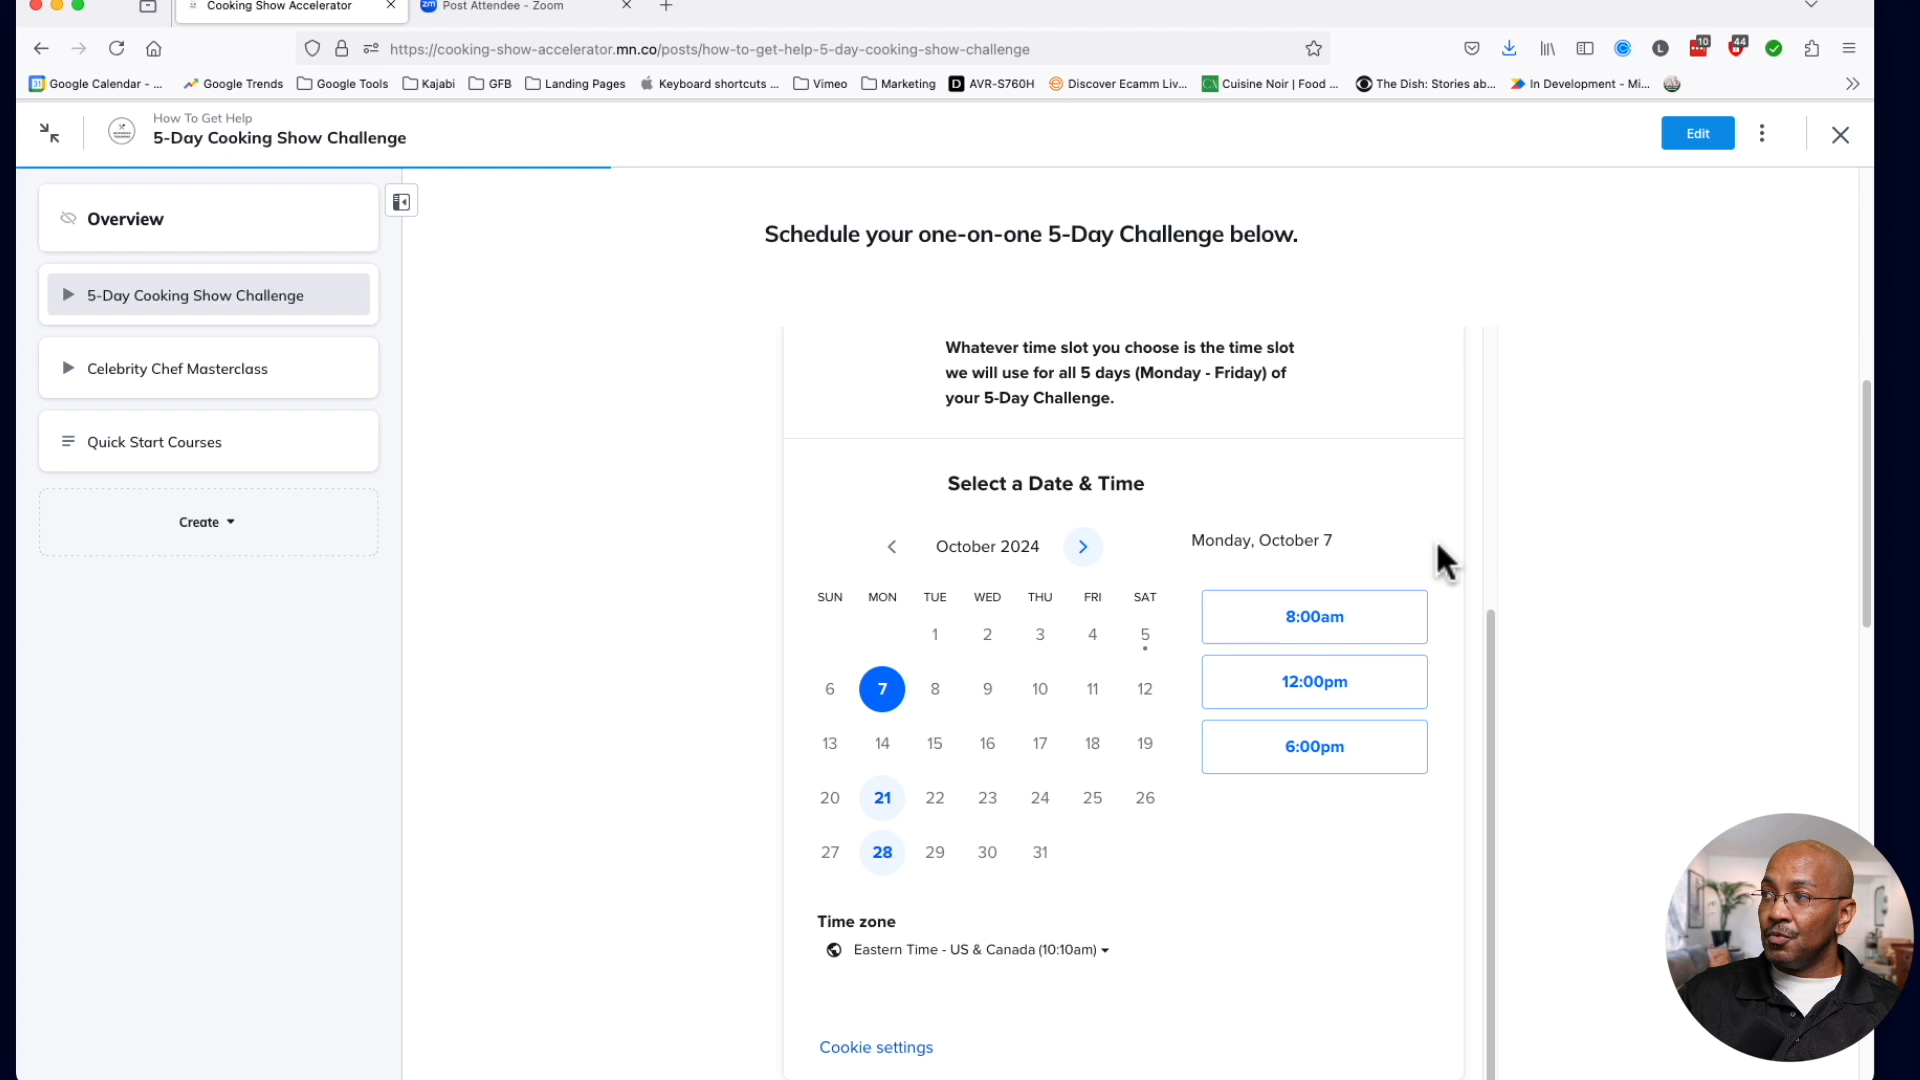 Cooking Show Accelerator
zm Post Attendee - Zoom
https://cooking-show-accelerator.mn.co/posts/how-to-get-help-5-day-cooking-show-challenge
L
10
44
31 Google Calendar - ...
Google Trends
Google Tools
Kajabi
GFB
Landing Pages
Keyboard shortcuts ...
Vimeo
Marketing
D AVR-S760H
Discover Ecamm Liv...
Cuisine Noir | Food ...
The Dish: Stories ab...
In Development - Mi...
How To Get Help
5-Day Cooking Show Challenge
Edit
Overview
5-Day Cooking Show Challenge
Celebrity Chef Masterclass
Quick Start Courses
Create
Schedule your one-on-one 5-Day Challenge below.
Whatever time slot you choose is the time slot
we will use for all 5 days (Monday - Friday) of
your 5-Day Challenge.
Select a Date & Time
October 2024
Monday, October 7
SUN MON TUE WED THU FRI SAT
1 2 3 4 5
6 7 8 9 10 11 12
13 14 15 16 17 18 19
20 21 22 23 24 25 26
27 28 29 30 31
8:00am
12:00pm
6:00pm
Time zone
Eastern Time - US & Canada (10:10am)
Cookie settings